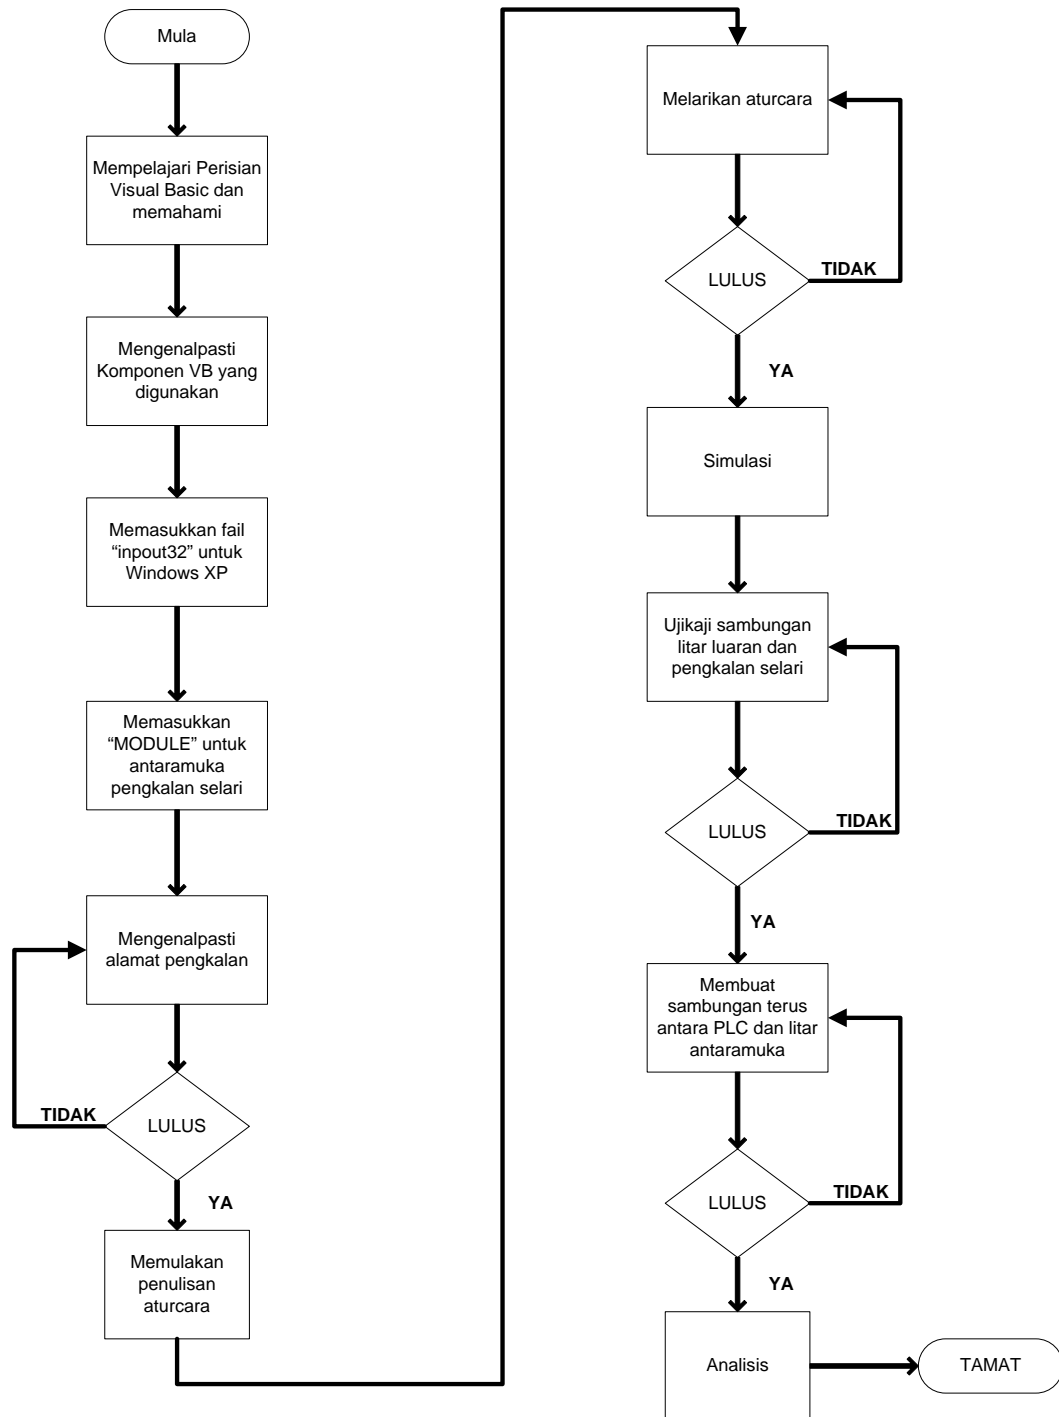 Mula
Mempelajari Perisian
Visual Basic dan
memahami
Mengenalpasti
Komponen VB yang
digunakan
Memasukkan fail
“inpout32” untuk
Windows XP
Memasukkan
“MODULE” untuk
antaramuka
pengkalan selari
Mengenalpasti
alamat pengkalan
TIDAK
LULUS
YA
Memulakan
penulisan
aturcara
Melarikan aturcara
LULUS
TIDAK
YA
Simulasi
Ujikaji sambungan
litar luaran dan
pengkalan selari
LULUS
TIDAK
YA
Membuat
sambungan terus
antara PLC dan litar
antaramuka
LULUS
TIDAK
YA
Analisis
TAMAT